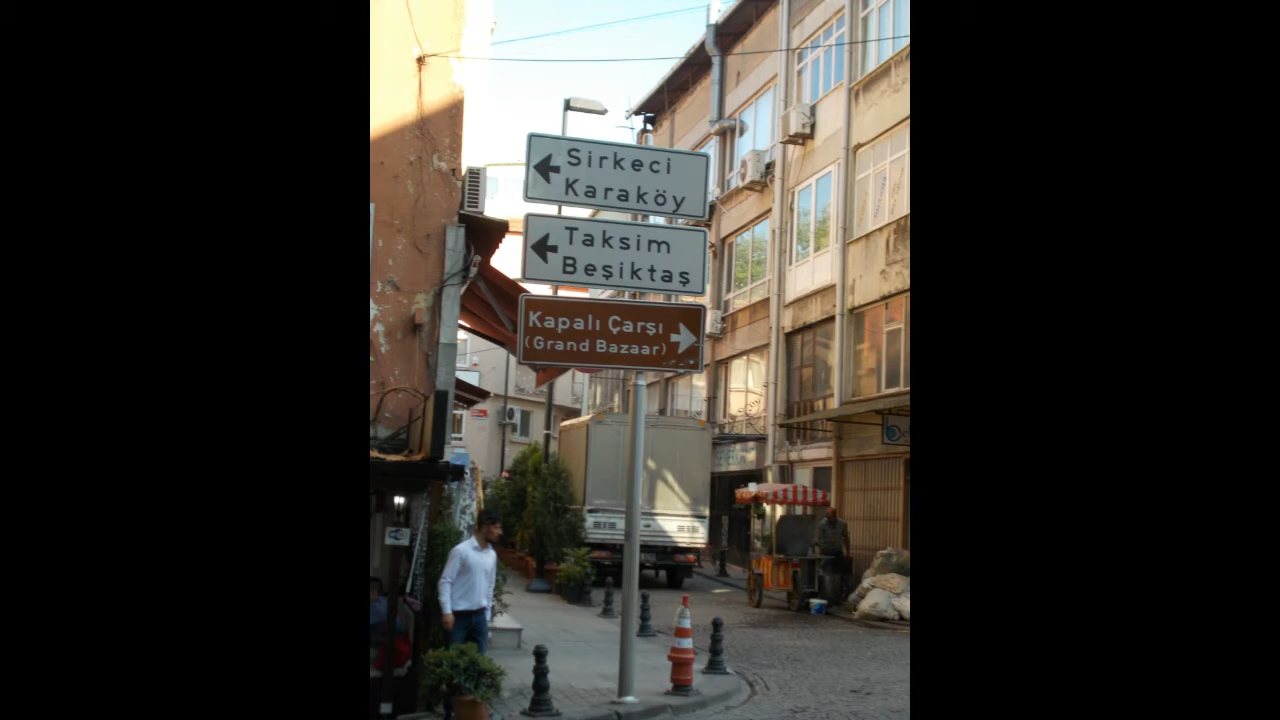 Sirkeci
Karaköy
Taksim
Beşiktaş
Kapalı Çarşı
(Grand Bazaar)